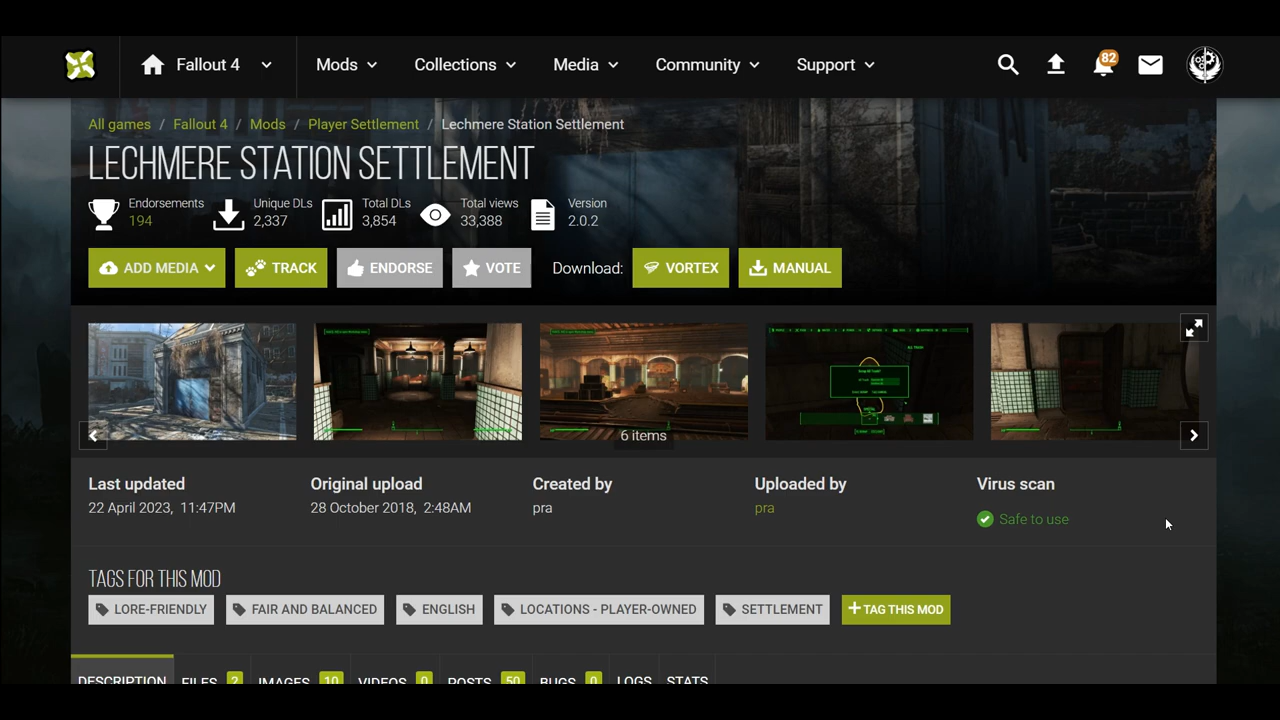 Fallout 4 Mods Collections Media Community Support 82
All games / Fallout 4 / Mods / Player Settlement / Lechmere Station Settlement
LECHMERE STATION SETTLEMENT
Endorsements Unique DLs Total DLs Total views Version
194 2,337 3,854 33,388 2.0.2
ADD MEDIA TRACK ENDORSE VOTE Download: VORTEX MANUAL
6 items
Last updated Original upload Created by Uploaded by Virus scan
22 April 2023, 11:47PM 28 October 2018, 2:48AM pra pra Safe to use
TAGS FOR THIS MOD
LORE-FRIENDLY FAIR AND BALANCED ENGLISH LOCATIONS - PLAYER-OWNED SETTLEMENT + TAG THIS MOD
DESCRIPTION FILES 2 IMAGES 10 VIDEOS 0 POSTS 50 BUGS 0 LOGS STATS